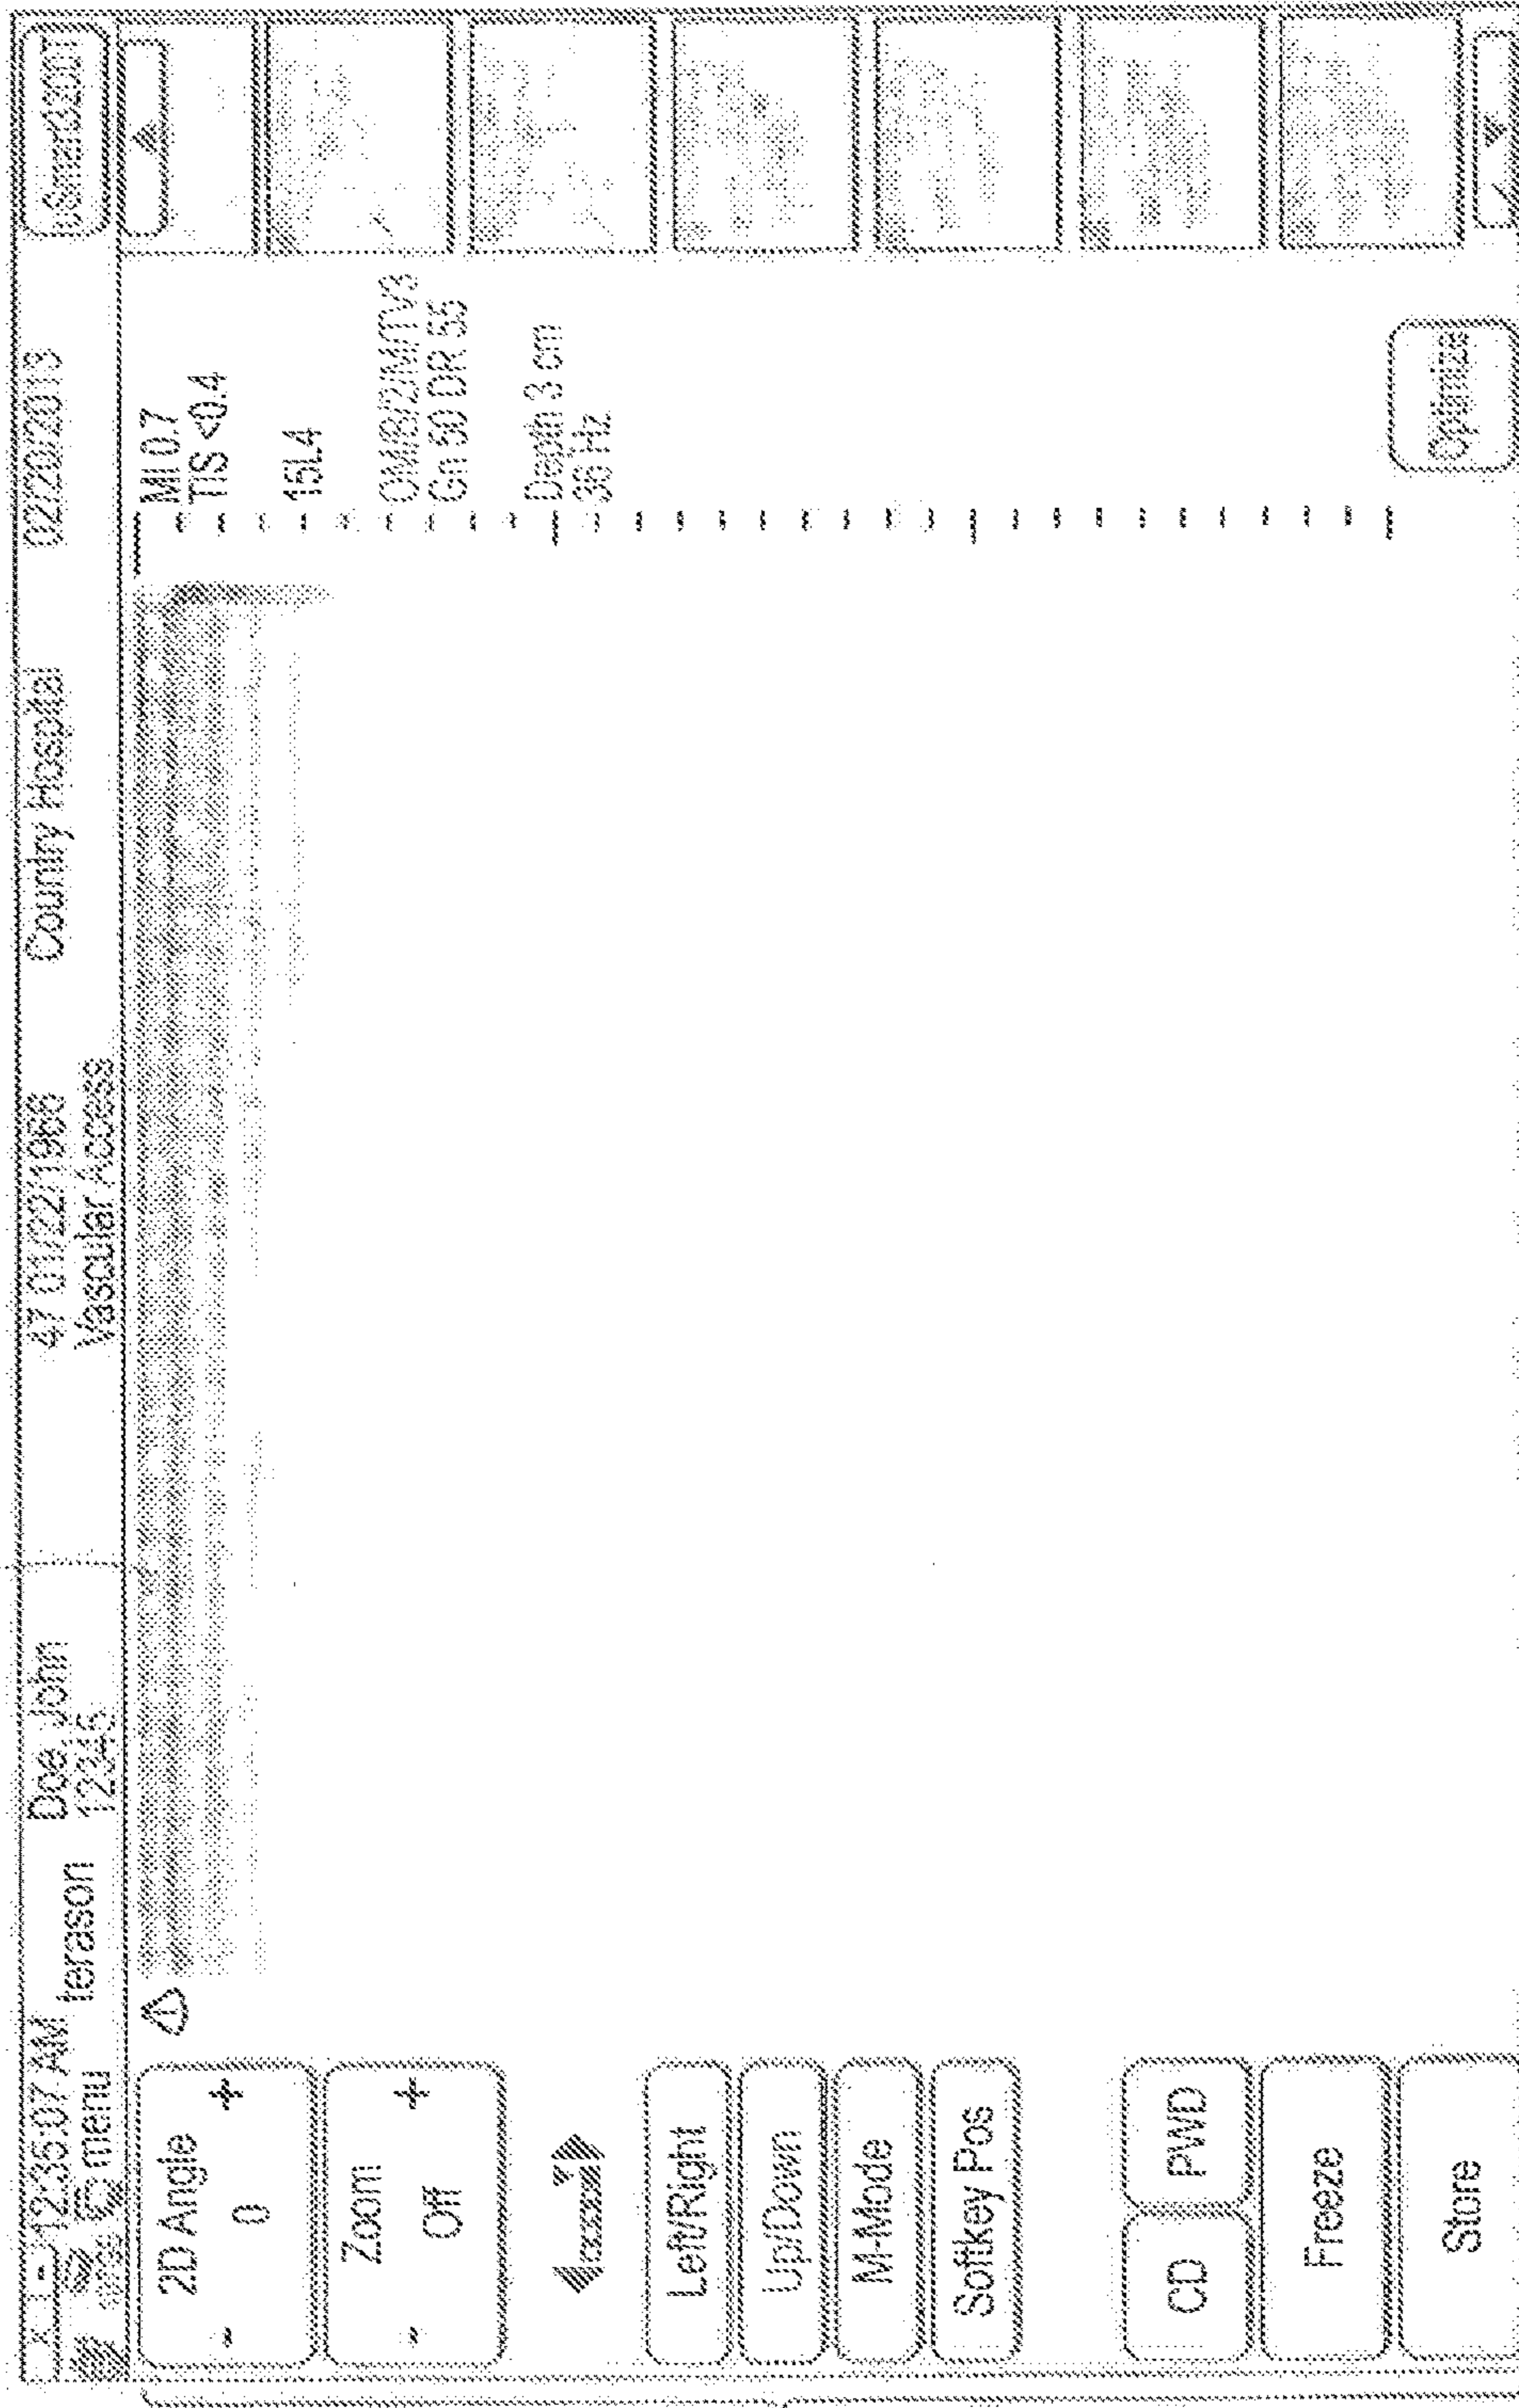 X - 12:35:07 AM terason Doe, John 47 01/22/1966 Country Hospital 02/20/2013 uSmart3200T
menu 12345 Vascular Access
2D Angle
- 0 +
Zoom
- Off +
Left/Right
Up/Down
M-Mode
Softkey Pos
CD PWD
Freeze
Store
MI 0.7
TIS <0.4
15L4
Gn 50 DR 55
Depth 3 cm
36 Hz
Optimize